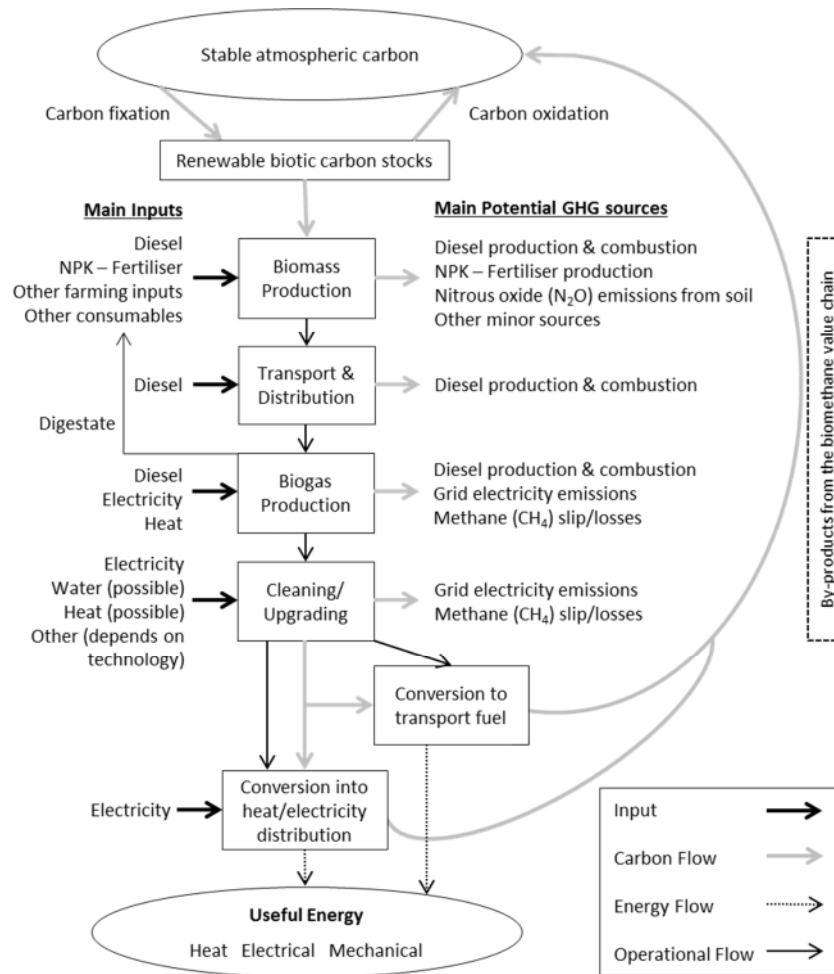 Stable atmospheric carbon
Carbon fixation
Carbon oxidation
Renewable biotic carbon stocks
Main Inputs
Main Potential GHG sources
Diesel
NPK – Fertiliser
Other farming inputs
Other consumables
Biomass
Production
Diesel production & combustion
NPK – Fertiliser production
Nitrous oxide (N₂O) emissions from soil
Other minor sources
Diesel
Transport &
Distribution
Diesel production & combustion
Digestate
Diesel
Electricity
Heat
Biogas
Production
Diesel production & combustion
Grid electricity emissions
Methane (CH₄) slip/losses
Electricity
Water (possible)
Heat (possible)
Other (depends on
technology)
Cleaning/
Upgrading
Grid electricity emissions
Methane (CH₄) slip/losses
Conversion to
transport fuel
Electricity
Conversion into
heat/electricity
distribution
Useful Energy
Heat Electrical Mechanical
By-products from the biomethane value chain
Input
Carbon Flow
Energy Flow
Operational Flow